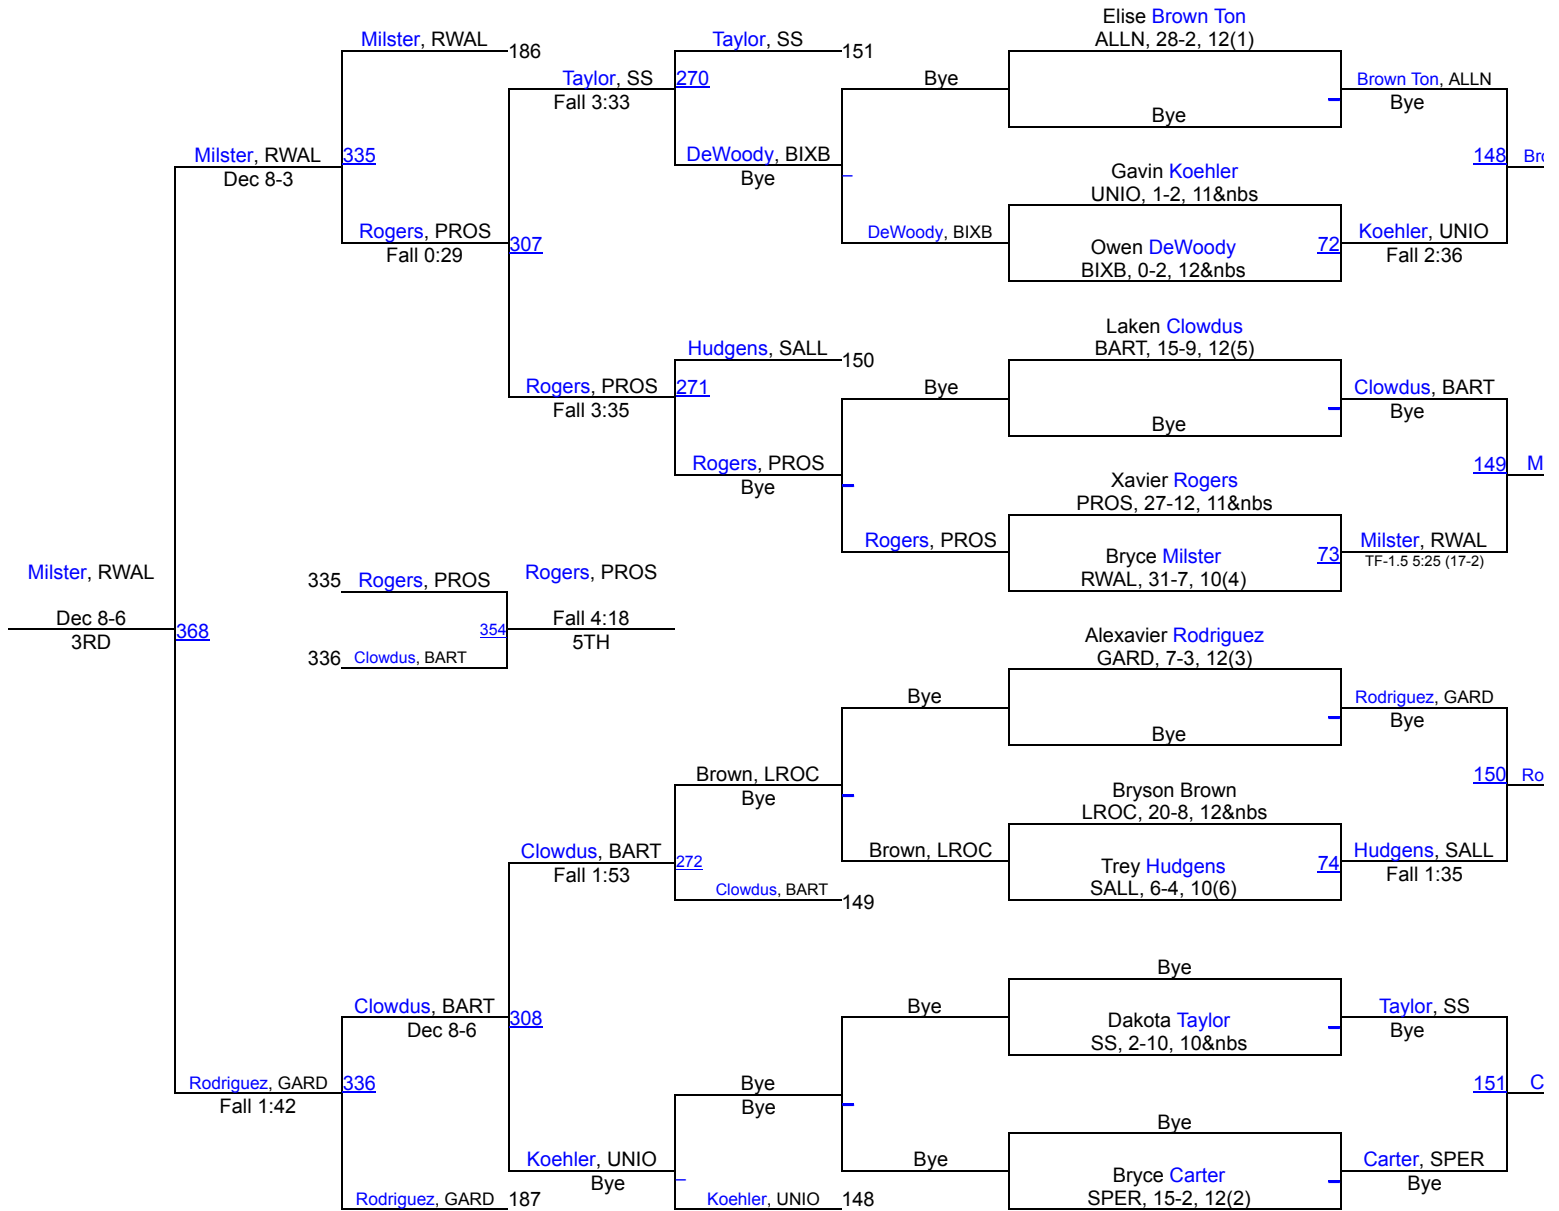 Milster, RWAL
186
Taylor, SS
151
Elise Brown Ton
ALLN, 28-2, 12(1)
Taylor, SS
270
Fall 3:33
Bye
Bye
Brown Ton, ALLN
Bye
Milster, RWAL
335
Dec 8-3
DeWoody, BIXB
Bye
Gavin Koehler
UNIO, 1-2, 11&nbs
148
Bro
Rogers, PROS
307
Fall 0:29
DeWoody, BIXB
Owen DeWoody
BIXB, 0-2, 12&nbs
72
Koehler, UNIO
Fall 2:36
Hudgens, SALL
150
Laken Clowdus
BART, 15-9, 12(5)
Rogers, PROS
271
Fall 3:35
Bye
Bye
Clowdus, BART
Bye
Rogers, PROS
Bye
Xavier Rogers
PROS, 27-12, 11&nbs
149
M
Rogers, PROS
Bryce Milster
RWAL, 31-7, 10(4)
73
Milster, RWAL
TF-1.5 5:25 (17-2)
Milster, RWAL
Dec 8-6
3RD
368
335
Rogers, PROS
336
Clowdus, BART
354
Rogers, PROS
Fall 4:18
5TH
Alexavier Rodriguez
GARD, 7-3, 12(3)
Bye
Bye
Rodriguez, GARD
Bye
Brown, LROC
Bye
Bryson Brown
LROC, 20-8, 12&nbs
150
Ro
Clowdus, BART
272
Fall 1:53
Brown, LROC
Trey Hudgens
SALL, 6-4, 10(6)
74
Hudgens, SALL
Fall 1:35
Clowdus, BART
149
Bye
Clowdus, BART
308
Dec 8-6
Bye
Dakota Taylor
SS, 2-10, 10&nbs
Taylor, SS
Bye
Rodriguez, GARD
336
Fall 1:42
Bye
Bye
Bye
151
C
Koehler, UNIO
Bye
Bye
Bryce Carter
SPER, 15-2, 12(2)
Carter, SPER
Bye
Rodriguez, GARD
187
Koehler, UNIO
148